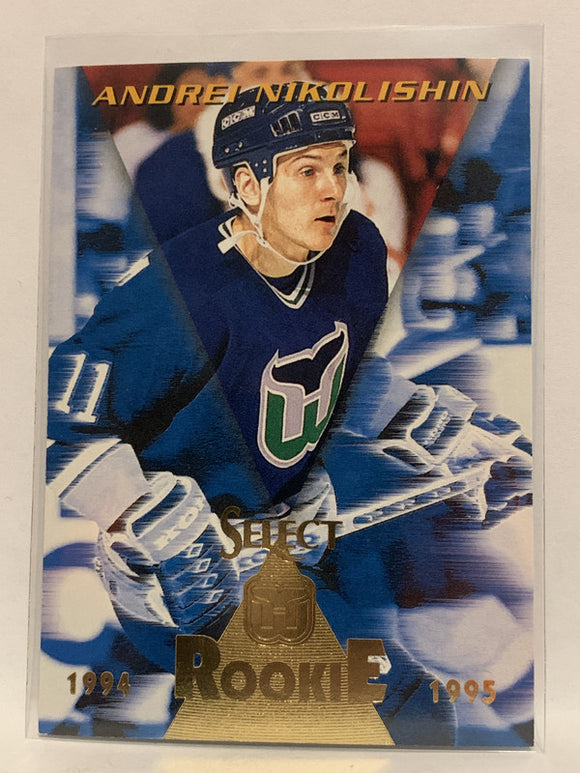 ANDREI NIKOLISHIN
CCM
CCM
11
W
SELECT
ROOKIE
1994
1995